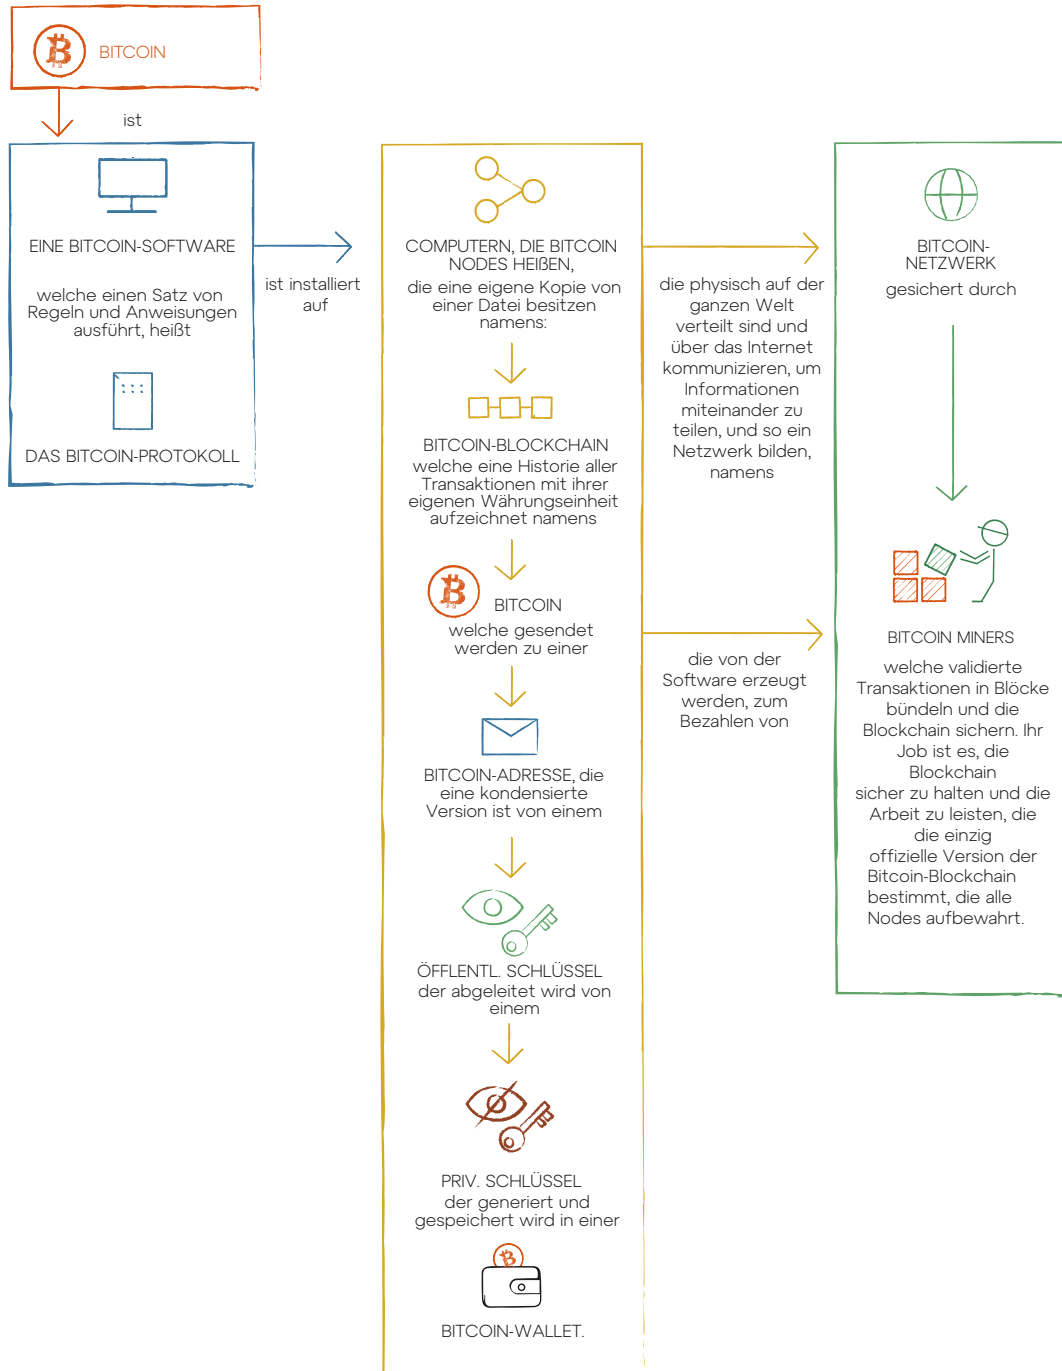 BITCOIN
ist
EINE BITCOIN-SOFTWARE
welche einen Satz von
Regeln und Anweisungen
ausführt, heißt
DAS BITCOIN-PROTOKOLL
ist installiert
auf
COMPUTERN, DIE BITCOIN
NODES HEIßEN,
die eine eigene Kopie von
einer Datei besitzen
namens:
BITCOIN-BLOCKCHAIN
welche eine Historie aller
Transaktionen mit ihrer
eigenen Währungseinheit
aufzeichnet namens
BITCOIN
welche gesendet
werden zu einer
BITCOIN-ADRESSE, die
eine kondensierte
Version ist von einem
ÖFFENTL. SCHLÜSSEL
der abgeleitet wird von
einem
PRIV. SCHLÜSSEL
der generiert und
gespeichert wird in einer
BITCOIN-WALLET.
die physisch auf der
ganzen Welt
verteilt sind und
über das Internet
kommunizieren, um
Informationen
miteinander zu
teilen, und so ein
Netzwerk bilden,
namens
die von der
Software erzeugt
werden, zum
Bezahlen von
BITCOIN-
NETZWERK
gesichert durch
BITCOIN MINERS
welche validierte
Transaktionen in Blöcke
bündeln und die
Blockchain sichern. Ihr
Job ist es, die
Blockchain
sicher zu halten und die
Arbeit zu leisten, die
die einzig
offizielle Version der
Bitcoin-Blockchain
bestimmt, die alle
Nodes aufbewahrt.